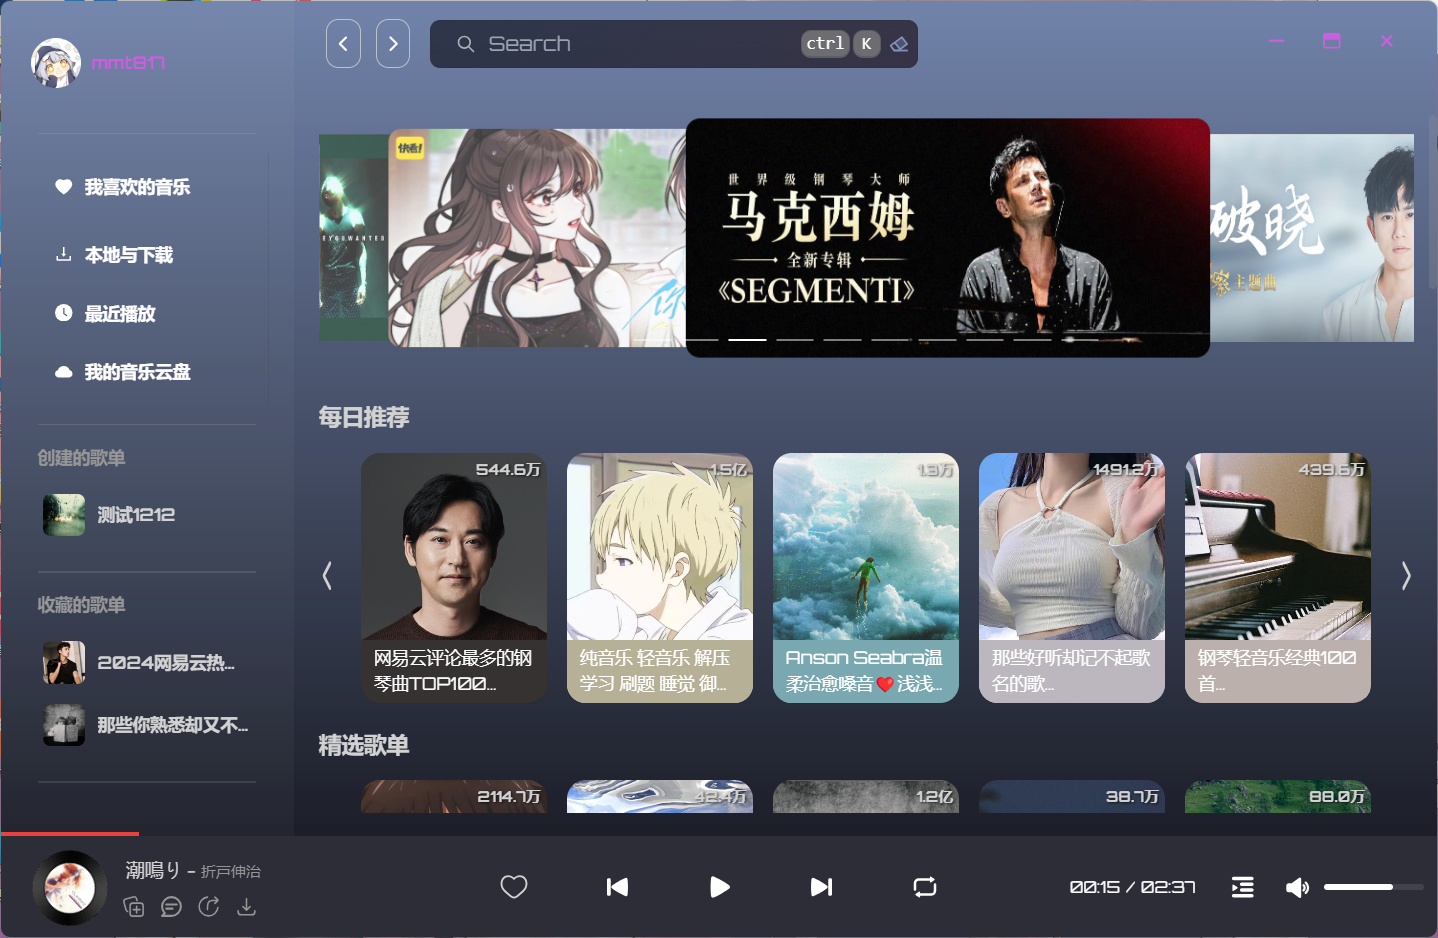 mmt817
Search
ctrl K
我喜欢的音乐
本地与下载
最近播放
我的音乐云盘
创建的歌单
测试1212
收藏的歌单
2024网易云热...
那些你熟悉却又不...
EYOUWANTED
快看!
世界级钢琴大师
马克西姆
全新专辑
《SEGMENTI》
破晓
主题曲
每日推荐
544.6万
网易云评论最多的钢
琴曲TOP100...
1.5亿
纯音乐 轻音乐 解压
学习 刷题 睡觉 御...
1.3万
Anson Seabra温
柔治愈嗓音❤️浅浅...
1491.2万
那些好听却记不起歌
名的歌...
439.6万
钢琴轻音乐经典100
首...
精选歌单
2114.7万
42.4万
1.2亿
38.7万
88.0万
潮鳴り - 折戸伸治
00:15 / 02:37